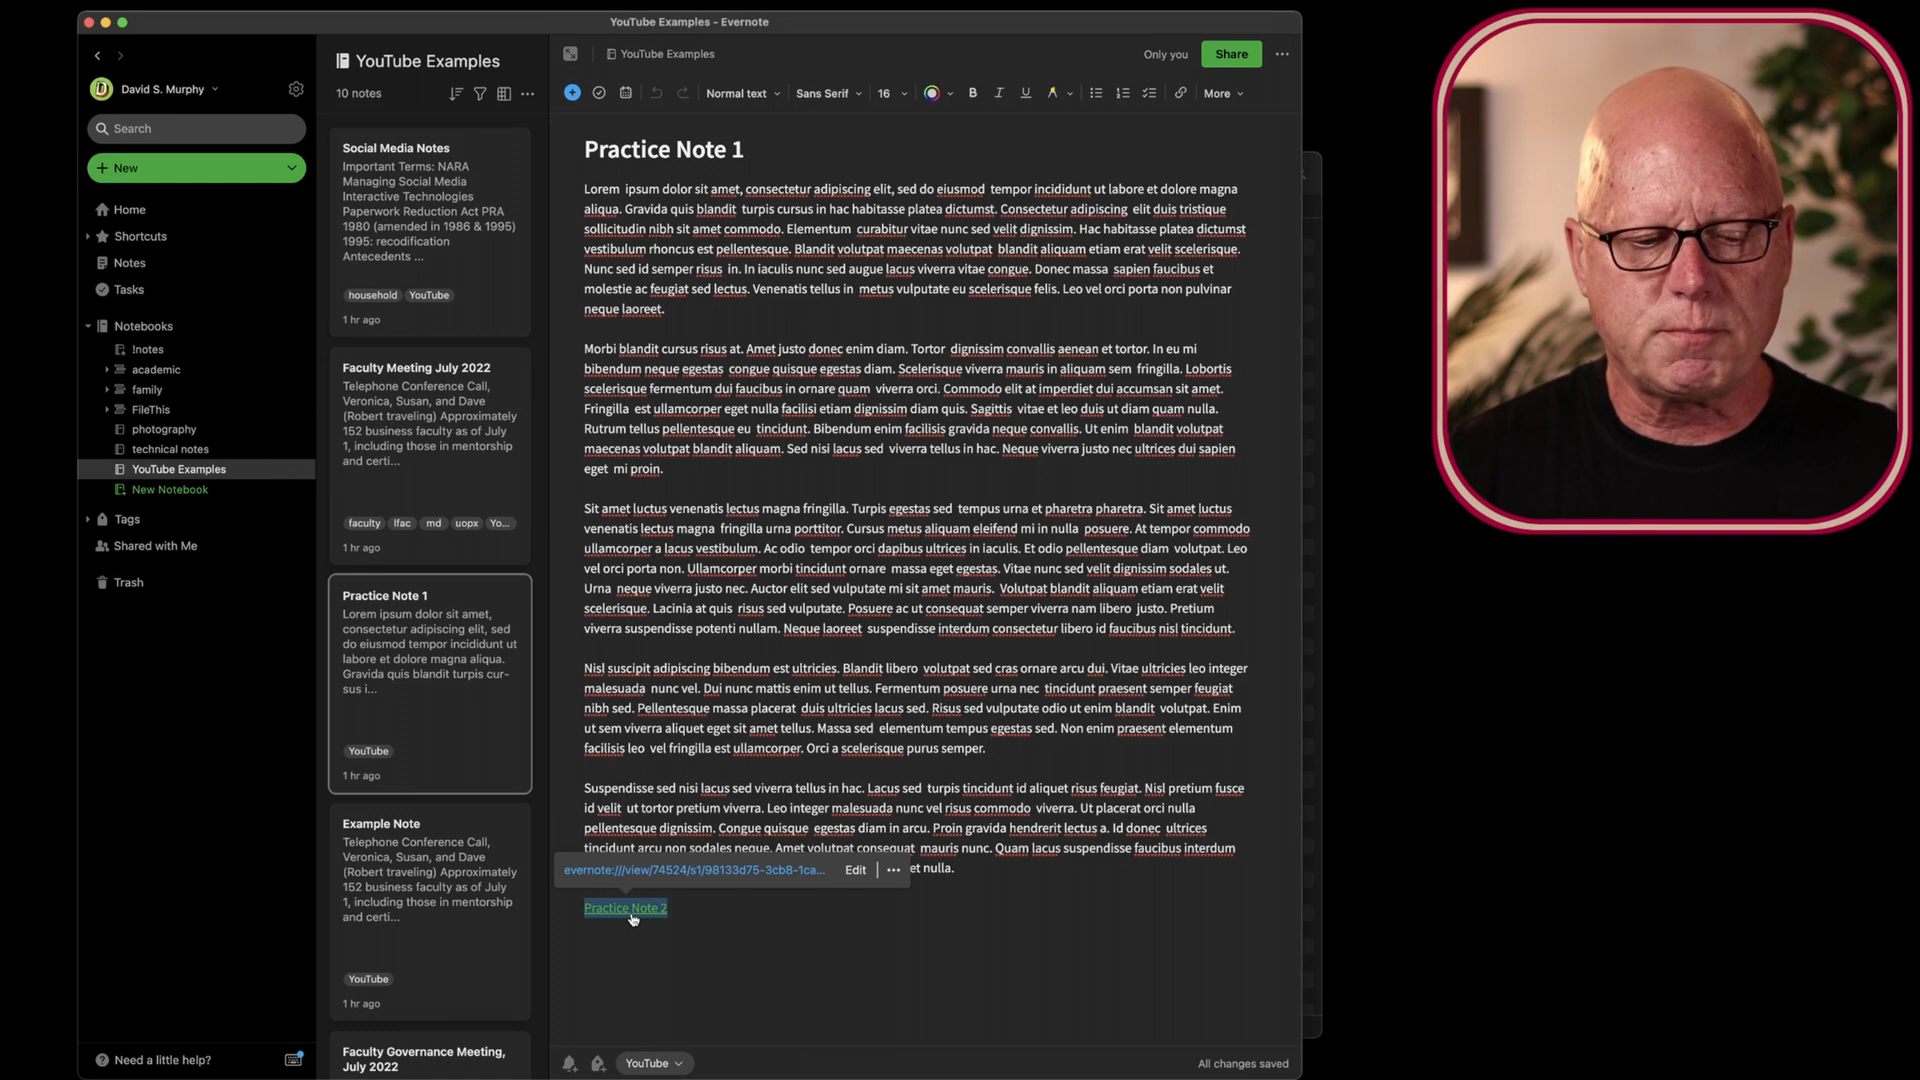 YouTube Examples - Evernote
David S. Murphy
Search
New
Home
Shortcuts
Notes
Tasks
Notebooks
!notes
academic
family
FileThis
photography
technical notes
YouTube Examples
New Notebook
Tags
Shared with Me
Trash
Need a little help?
YouTube Examples
10 notes
Social Media Notes
Important Terms: NARA
Managing Social Media
Interactive Technologies
Paperwork Reduction Act PRA
1980 (amended in 1986 & 1995)
1995: recodification
Antecedents ...
household YouTube
1 hr ago
Faculty Meeting July 2022
Telephone Conference Call,
Veronica, Susan, and Dave
(Robert traveling) Approximately
152 business faculty as of July
1, including those in mentorship
and certi...
faculty lfac md uopx Yo...
1 hr ago
Practice Note 1
Lorem ipsum dolor sit amet,
consectetur adipiscing elit, sed
do eiusmod tempor incididunt ut
labore et dolore magna aliqua.
Gravida quis blandit turpis cur-
sus i...
YouTube
1 hr ago
Example Note
Telephone Conference Call,
Veronica, Susan, and Dave
(Robert traveling) Approximately
152 business faculty as of July
1, including those in mentorship
and certi...
YouTube
1 hr ago
Faculty Governance Meeting,
July 2022
YouTube Examples
Only you
Share
Normal text Sans Serif 16 B I U A More
Practice Note 1
Lorem ipsum dolor sit amet, consectetur adipiscing elit, sed do eiusmod tempor incididunt ut labore et dolore magna
aliqua. Gravida quis blandit turpis cursus in hac habitasse platea dictumst. Consectetur adipiscing elit duis tristique
sollicitudin nibh sit amet commodo. Elementum curabitur vitae nunc sed velit dignissim. Hac habitasse platea dictumst
vestibulum rhoncus est pellentesque. Blandit volutpat maecenas volutpat blandit aliquam etiam erat velit scelerisque.
Nunc sed id semper risus in. In iaculis nunc sed augue lacus viverra vitae congue. Donec massa sapien faucibus et
molestie ac feugiat sed lectus. Venenatis tellus in metus vulputate eu scelerisque felis. Leo vel orci porta non pulvinar
neque laoreet.
Morbi blandit cursus risus at. Amet justo donec enim diam. Tortor dignissim convallis aenean et tortor. In eu mi
bibendum neque egestas congue quisque egestas diam. Scelerisque viverra mauris in aliquam sem fringilla. Lobortis
scelerisque fermentum dui faucibus in ornare quam viverra orci. Commodo elit at imperdiet dui accumsan sit amet.
Fringilla est ullamcorper eget nulla facilisi etiam dignissim diam quis. Sagittis vitae et leo duis ut diam quam nulla.
Rutrum tellus pellentesque eu tincidunt. Bibendum enim facilisis gravida neque convallis. Ut enim blandit volutpat
maecenas volutpat blandit aliquam. Sed nisi lacus sed viverra tellus in hac. Neque viverra justo nec ultrices dui sapien
eget mi proin.
Sit amet luctus venenatis lectus magna fringilla. Turpis egestas sed tempus urna et pharetra pharetra. Sit amet luctus
venenatis lectus magna fringilla urna porttitor. Cursus metus aliquam eleifend mi in nulla posuere. At tempor commodo
ullamcorper a lacus vestibulum. Ac odio tempor orci dapibus ultrices in iaculis. Et odio pellentesque diam volutpat. Leo
vel orci porta non. Ullamcorper morbi tincidunt ornare massa eget egestas. Vitae nunc sed velit dignissim sodales ut.
Urna neque viverra justo nec. Auctor elit sed vulputate mi sit amet mauris. Volutpat blandit aliquam etiam erat velit
scelerisque. Lacinia at quis risus sed vulputate. Posuere ac ut consequat semper viverra nam libero justo. Pretium
viverra suspendisse potenti nullam. Neque laoreet suspendisse interdum consectetur libero id faucibus nisl tincidunt.
Nisl suscipit adipiscing bibendum est ultricies. Blandit libero volutpat sed cras ornare arcu dui. Vitae ultricies leo integer
malesuada nunc vel. Dui nunc mattis enim ut tellus. Fermentum posuere urna nec tincidunt praesent semper feugiat
nibh sed. Pellentesque massa placerat duis ultricies lacus sed. Risus sed vulputate odio ut enim blandit volutpat. Enim
ut sem viverra aliquet eget sit amet tellus. Massa sed elementum tempus egestas sed. Non enim praesent elementum
facilisis leo vel fringilla est ullamcorper. Orci a scelerisque purus semper.
Suspendisse sed nisi lacus sed viverra tellus in hac. Lacus sed turpis tincidunt id aliquet risus feugiat. Nisl pretium fusce
id velit ut tortor pretium viverra. Leo integer malesuada nunc vel risus commodo viverra. Ut placerat orci nulla
pellentesque dignissim. Congue quisque egestas diam in arcu. Proin gravida hendrerit lectus a. Id donec ultrices
tincidunt arcu non sodales neque. Amet volutpat consequat mauris nunc. Quam lacus suspendisse faucibus interdum
et nulla.
evernote:///view/74524/s1/98133d75-3cb8-1ca... Edit
Practice Note 2
YouTube
All changes saved